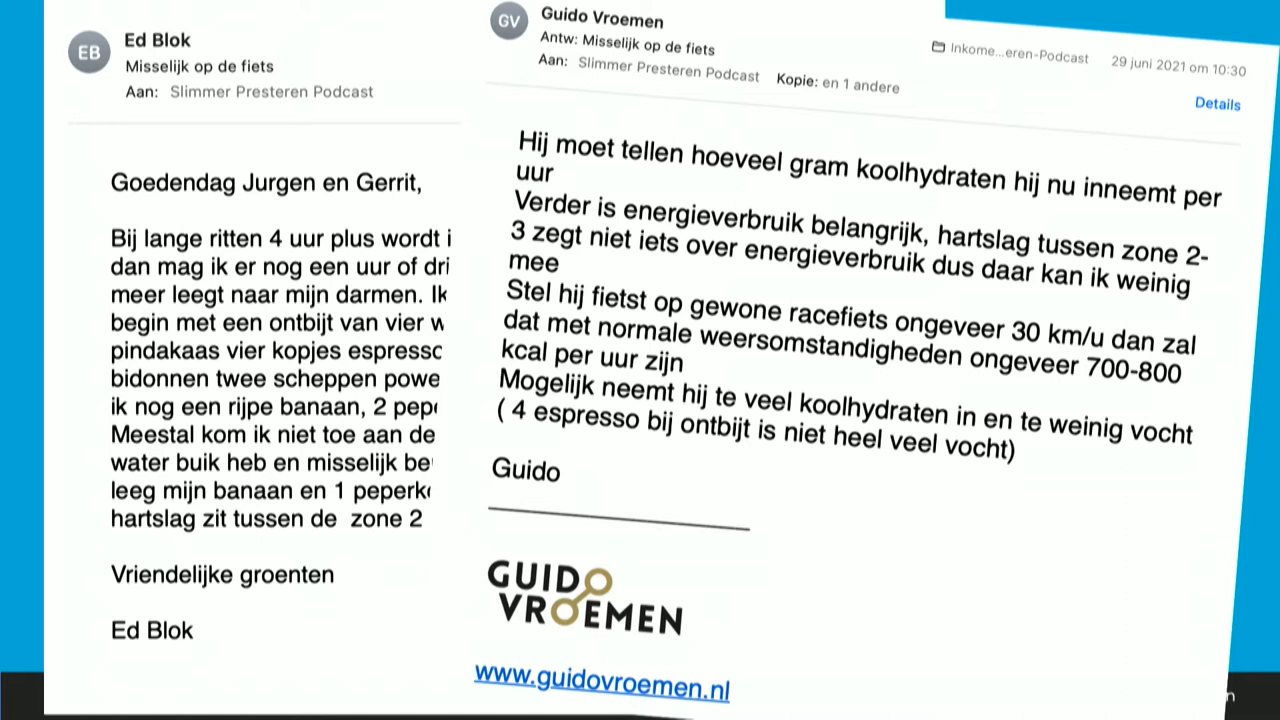 EB
Ed Blok
Misselijk op de fiets
Aan: Slimmer Presteren Podcast
Goedendag Jurgen en Gerrit,
Bij lange ritten 4 uur plus wordt
dan mag ik er nog een uur of
meer leegt naar mijn darmen. Ik
begin met een ontbijt van vier
pindakaas vier kopjes
bidonnen twee scheppen
ik nog een rijpe banaan, 2
Meestal kom ik niet toe aan de
water buik heb en misselijk
leeg mijn banaan en 1
hartslag zit tussen de zone 2
Vriendelijke groenten
Ed Blok
GV
Guido Vroemen
Antw: Misselijk op de fiets
Aan: Slimmer Presteren Podcast Kopie: en 1 andere
Inkome...eren-Podcast 29 juni 2021 om 10:30
Details
Hij moet tellen hoeveel gram koolhydraten hij nu inneemt per
uur
Verder is energieverbruik belangrijk, hartslag tussen zone 2-
3 zegt niet iets over energieverbruik dus daar kan ik weinig
mee
Stel hij fietst op gewone racefiets ongeveer 30 km/u dan zal
dat met normale weersomstandigheden ongeveer 700-800
kcal per uur zijn
Mogelijk neemt hij te veel koolhydraten in en te weinig vocht
( 4 espresso bij ontbijt is niet heel veel vocht)
Guido
GUIDO
VROEMEN
www.guidovroemen.nl